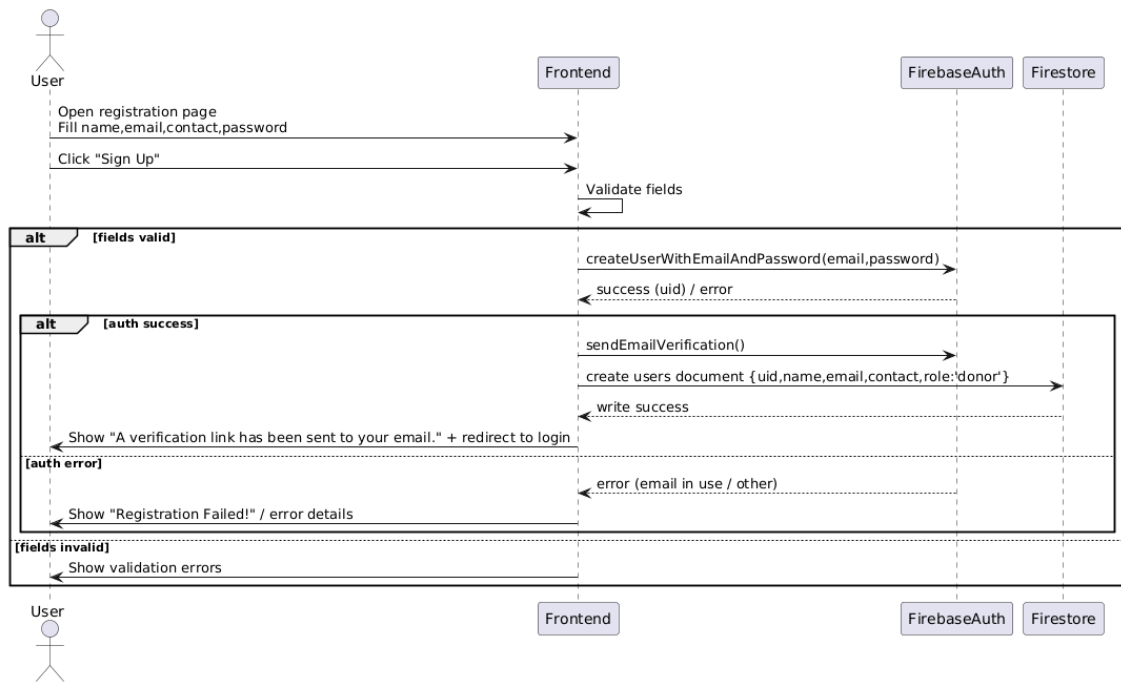 User
Frontend
FirebaseAuth
Firestore
Open registration page
Fill name,email,contact,password
Click "Sign Up"
Validate fields
alt [fields valid]
createUserWithEmailAndPassword(email,password)
success (uid) / error
alt [auth success]
sendEmailVerification()
create users document {uid,name,email,contact,role:'donor'}
write success
Show "A verification link has been sent to your email." + redirect to login
[auth error]
error (email in use / other)
Show "Registration Failed!" / error details
[fields invalid]
Show validation errors
User
Frontend
FirebaseAuth
Firestore